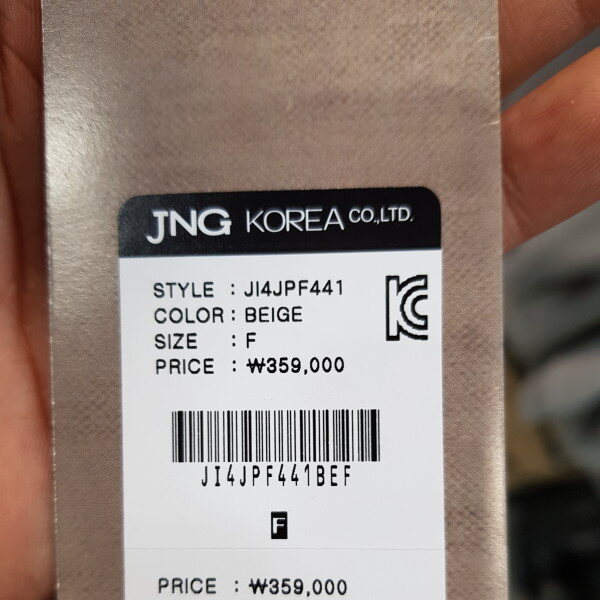 JNG KOREA CO.,LTD.
STYLE : JI4JPF441
COLOR : BEIGE
SIZE : F
PRICE : ₩359,000
JI4JPF441BEF
F
PRICE : ₩359,000